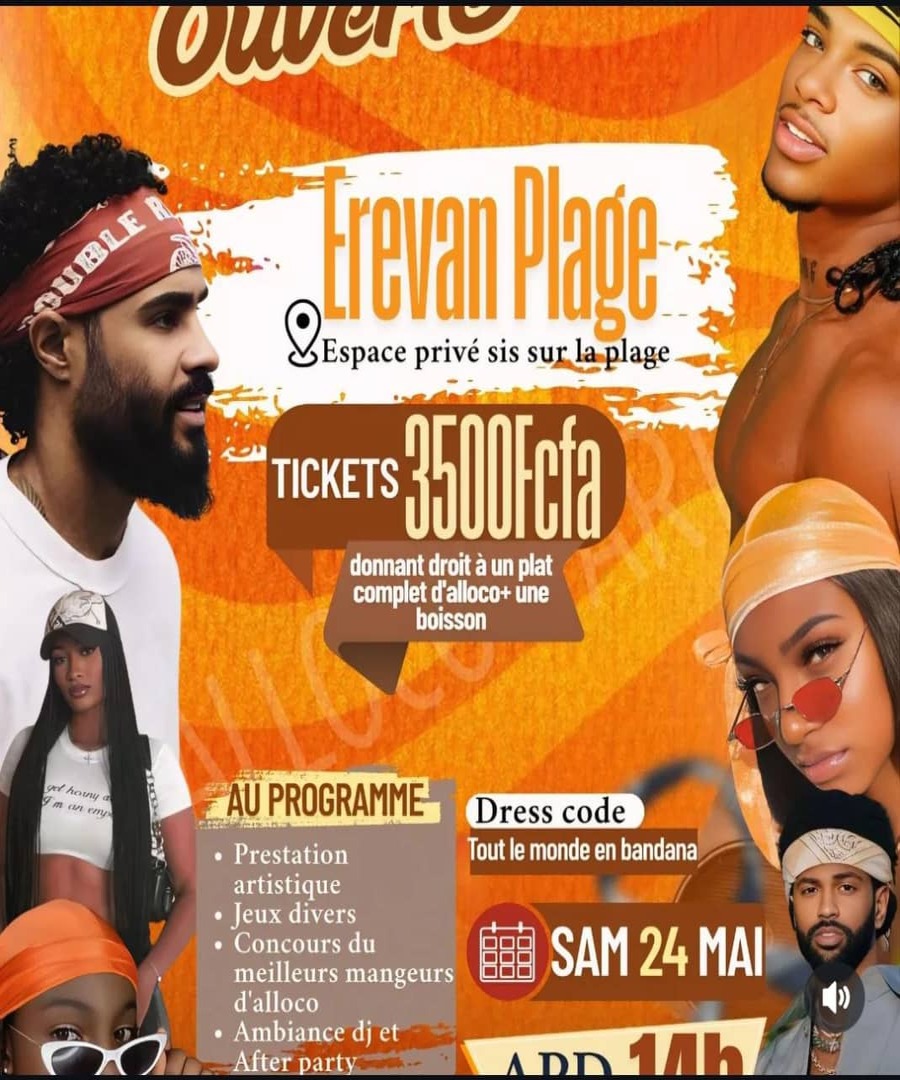 Ouverte
Erevan Plage
Espace privé sis sur la plage
TICKETS 3500Fcfa
donnant droit à un plat
complet d'alloco+ une
boisson
AU PROGRAMME
• Prestation
artistique
• Jeux divers
• Concours du
meilleurs mangeurs
d'alloco
• Ambiance dj et
After party
Dress code
Tout le monde en bandana
SAM 24 MAI
14h